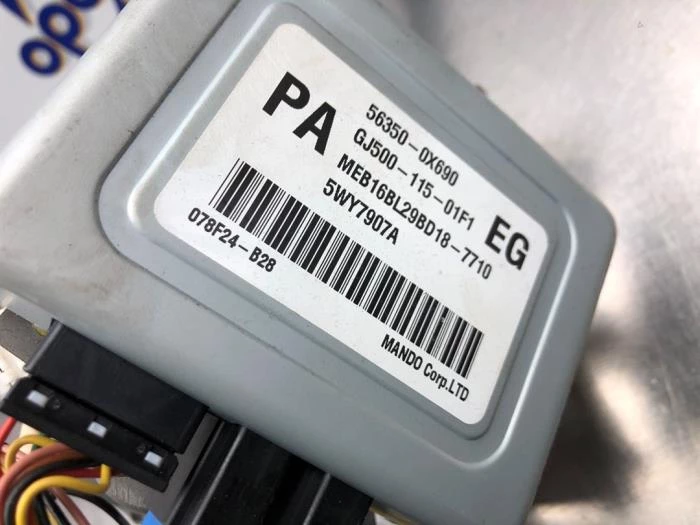 PA
56350-0X690
GJ500-115-01F1
MEB16BL29BD18-7710
5WY7907A
EG
078F24-B28
MANDO Corp.LTD